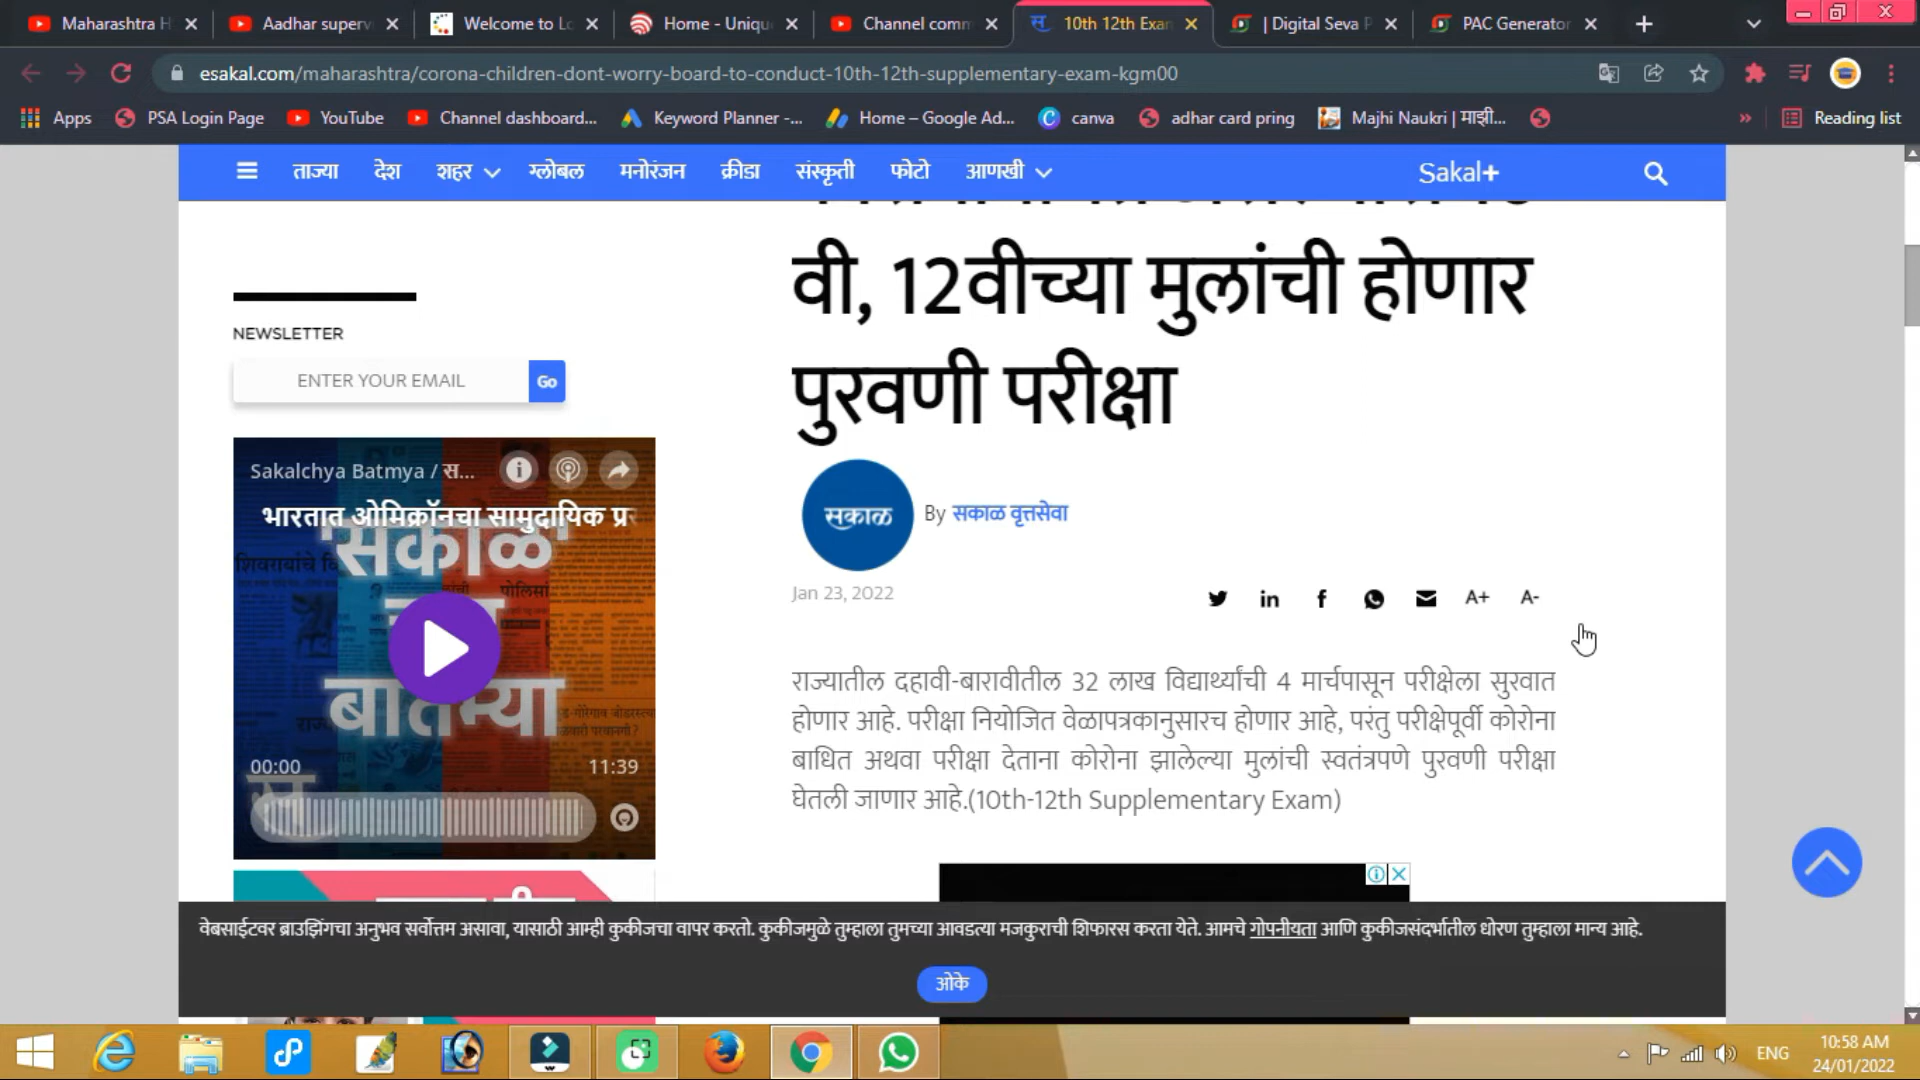 Maharashtra H
Aadhar superv
Welcome to Lo
Home - Uniqu
Channel comm
10th 12th Exan
| Digital Seva P
PAC Generator
esakal.com/maharashtra/corona-children-dont-worry-board-to-conduct-10th-12th-supplementary-exam-kgm00
Apps
PSA Login Page
YouTube
Channel dashboard...
Keyword Planner -...
Home – Google Ad...
canva
adhar card pring
Majhi Naukri | माझी...
Reading list
ताज्या देश शहर ग्लोबल मनोरंजन क्रीडा संस्कृती फोटो आणखी Sakal+
वी, 12वीच्या मुलांची होणार
पुरवणी परीक्षा
NEWSLETTER
ENTER YOUR EMAIL Go
Sakalchya Batmya / स...
भारतात ओमिक्रॉनचा सामुदायिक प्र
'सकाळ'
बातम्या
00:00 11:39
सकाळ
By सकाळ वृत्तसेवा
Jan 23, 2022
A+ A-
राज्यातील दहावी-बारावीतील 32 लाख विद्यार्थ्यांची 4 मार्चपासून परीक्षेला सुरवात
होणार आहे. परीक्षा नियोजित वेळापत्रकानुसारच होणार आहे, परंतु परीक्षेपूर्वी कोरोना
बाधित अथवा परीक्षा देताना कोरोना झालेल्या मुलांची स्वतंत्रपणे पुरवणी परीक्षा
घेतली जाणार आहे.(10th-12th Supplementary Exam)
वेबसाईटवर ब्राउझिंगचा अनुभव सर्वोत्तम असावा, यासाठी आम्ही कुकीजचा वापर करतो. कुकीजमुळे तुम्हाला तुमच्या आवडत्या मजकुराची शिफारस करता येते. आमचे गोपनीयता आणि कुकीजसंदर्भातील धोरण तुम्हाला मान्य आहे.
ओके
ENG
10:58 AM
24/01/2022